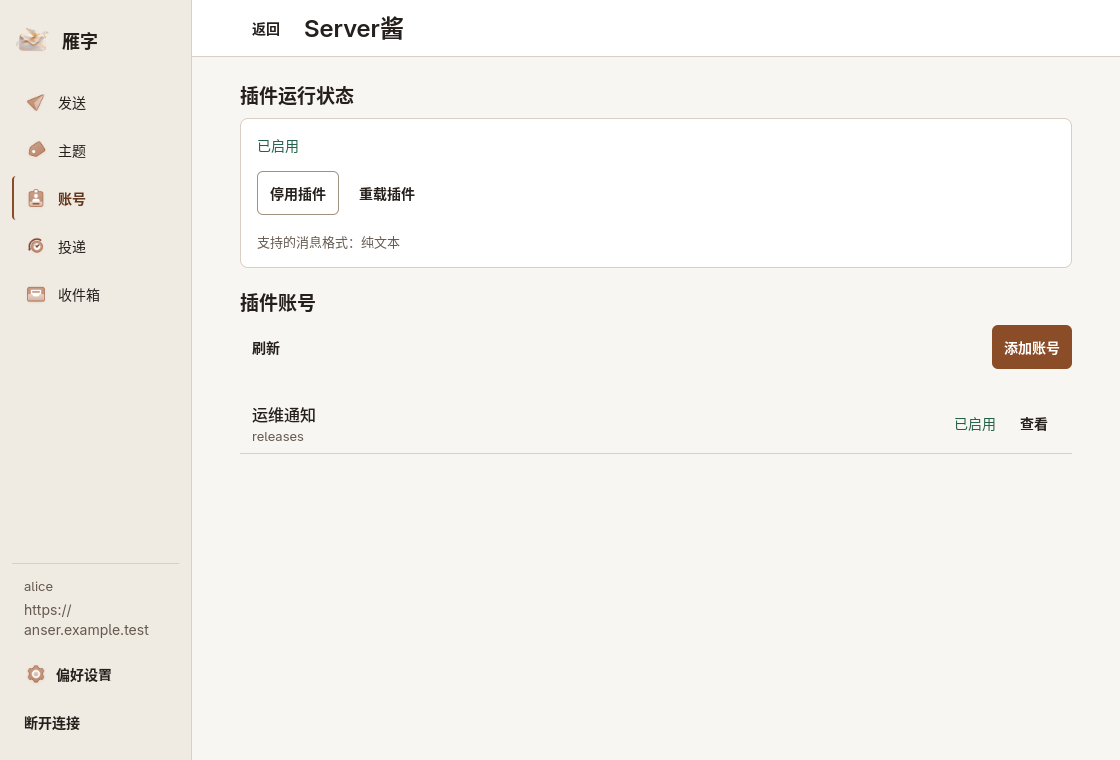 雁字
发送
主题
账号
投递
收件箱
alice
https://
anser.example.test
偏好设置
断开连接
返回
Server酱
插件运行状态
已启用
停用插件
重载插件
支持的消息格式：纯文本
插件账号
刷新
添加账号
运维通知
releases
已启用
查看